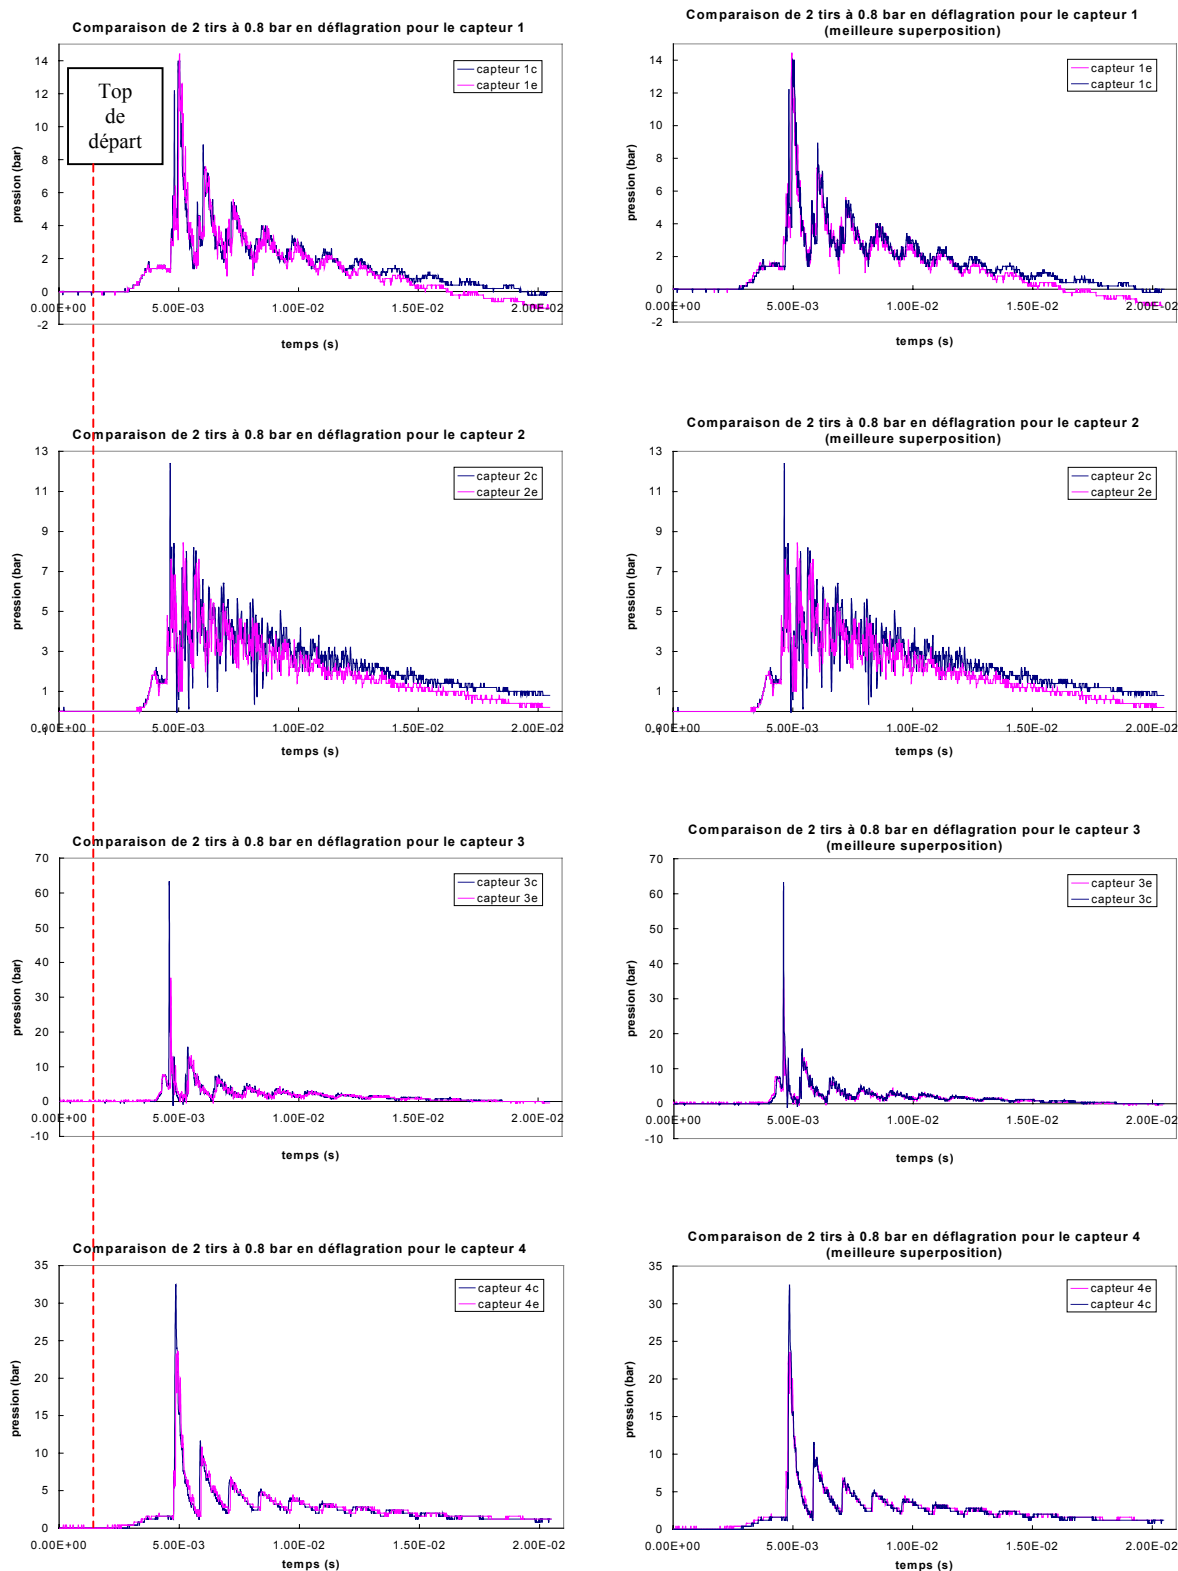 Comparaison de 2 tirs à 0.8 bar en déflagration pour le capteur 1
pression (bar)
14
12
10
8
6
4
2
0
-2
0.00E+00 5.00E-03 1.00E-02 1.50E-02 2.00E-02
temps (s)
capteur 1c
capteur 1e
Top
de
départ
Comparaison de 2 tirs à 0.8 bar en déflagration pour le capteur 1
(meilleure superposition)
pression (bar)
14
12
10
8
6
4
2
0
-2
0.00E+00 5.00E-03 1.00E-02 1.50E-02 2.00E-02
temps (s)
capteur 1e
capteur 1c
Comparaison de 2 tirs à 0.8 bar en déflagration pour le capteur 2
pression (bar)
13
11
9
7
5
3
1
-1
0.00E+00 5.00E-03 1.00E-02 1.50E-02 2.00E-02
temps (s)
capteur 2c
capteur 2e
Comparaison de 2 tirs à 0.8 bar en déflagration pour le capteur 2
(meilleure superposition)
pression (bar)
13
11
9
7
5
3
1
-1
0.00E+00 5.00E-03 1.00E-02 1.50E-02 2.00E-02
temps (s)
capteur 2c
capteur 2e
Comparaison de 2 tirs à 0.8 bar en déflagration pour le capteur 3
pression (bar)
70
60
50
40
30
20
10
0
-10
0.00E+00 5.00E-03 1.00E-02 1.50E-02 2.00E-02
temps (s)
capteur 3c
capteur 3e
Comparaison de 2 tirs à 0.8 bar en déflagration pour le capteur 3
(meilleure superposition)
pression (bar)
70
60
50
40
30
20
10
0
-10
0.00E+00 5.00E-03 1.00E-02 1.50E-02 2.00E-02
temps (s)
capteur 3e
capteur 3c
Comparaison de 2 tirs à 0.8 bar en déflagration pour le capteur 4
pression (bar)
35
30
25
20
15
10
5
0
0.00E+00 5.00E-03 1.00E-02 1.50E-02 2.00E-02
temps (s)
capteur 4c
capteur 4e
Comparaison de 2 tirs à 0.8 bar en déflagration pour le capteur 4
(meilleure superposition)
pression (bar)
35
30
25
20
15
10
5
0
0.00E+00 5.00E-03 1.00E-02 1.50E-02 2.00E-02
temps (s)
capteur 4e
capteur 4c